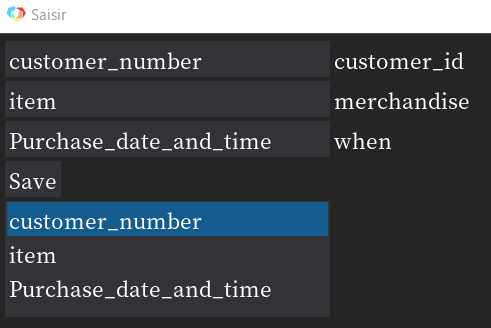 Saisir
customer_number customer_id
item merchandise
Purchase_date_and_time when
Save
customer_number
item
Purchase_date_and_time